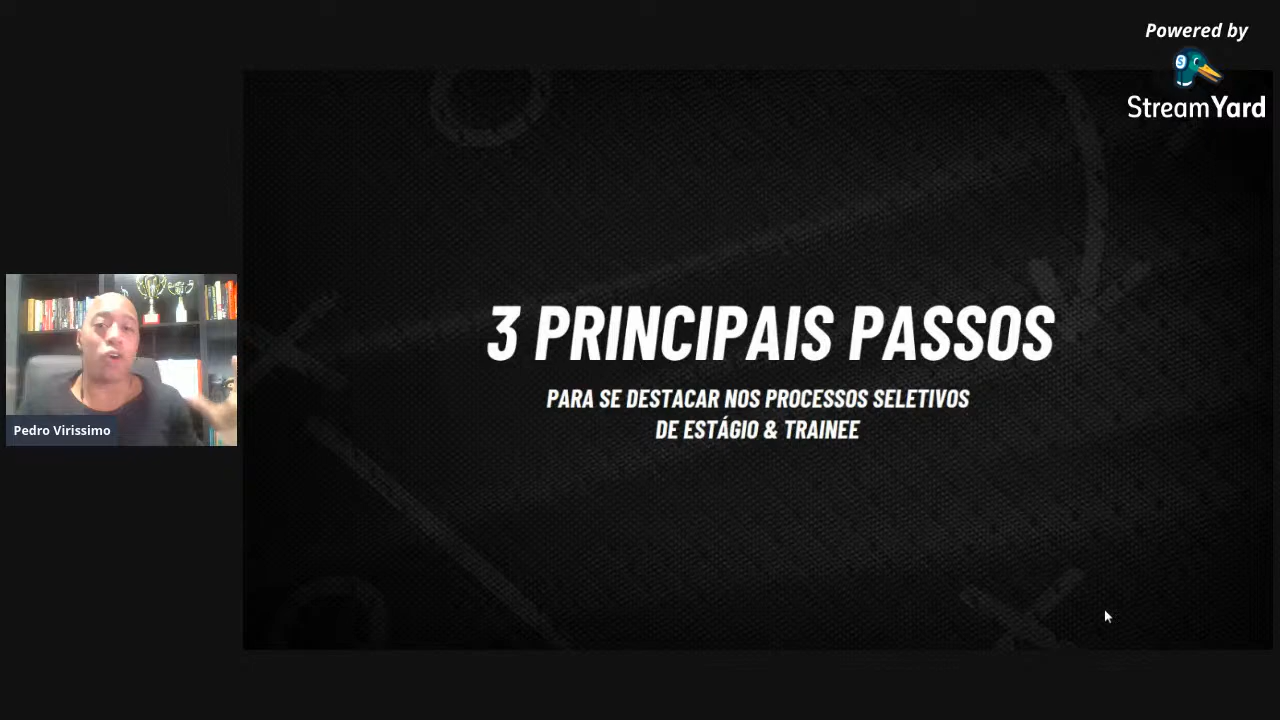 Powered by
StreamYard
3 PRINCIPAIS PASSOS
PARA SE DESTACAR NOS PROCESSOS SELETIVOS
DE ESTÁGIO & TRAINEE
Pedro Virissimo